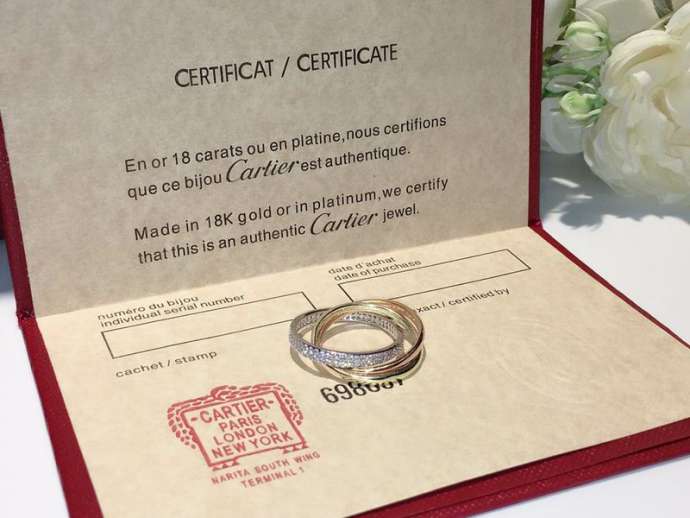 CERTIFICAT / CERTIFICATE
En or 18 carats ou en platine,nous certifions
que ce bijou Cartier est authentique.
Made in 18K gold or in platinum,we certify
that this is an authentic Cartier jewel.
numéro du bijou
individual serial number
date d'achat
date of purchase
/ certified by
cachet / stamp
CARTIER
PARIS
LONDON
NEW YORK
NARITA SOUTH WING
TERMINAL 1